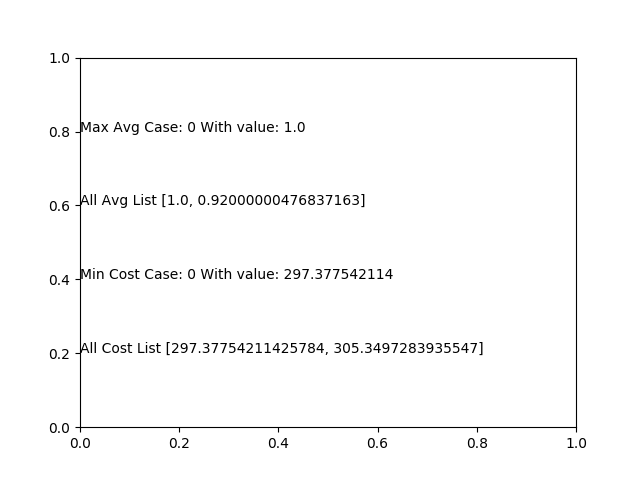 1.0
Max Avg Case: 0 With value: 1.0
0.8
All Avg List [1.0, 0.92000000476837163]
0.6
Min Cost Case: 0 With value: 297.377542114
0.4
All Cost List [297.37754211425784, 305.3497283935547]
0.2
0.0
0.0 0.2 0.4 0.6 0.8 1.0